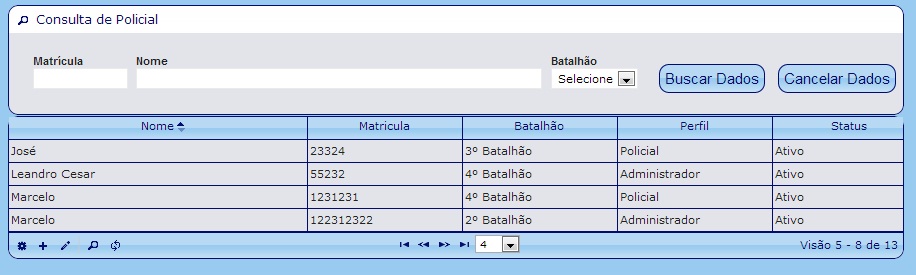 Consulta de Policial
Matrícula Nome Batalhão
Selecione Buscar Dados Cancelar Dados
Nome Matricula Batalhão Perfil Status
José 23324 3º Batalhão Policial Ativo
Leandro Cesar 55232 4º Batalhão Administrador Ativo
Marcelo 1231231 4º Batalhão Policial Ativo
Marcelo 122312322 2º Batalhão Administrador Ativo
4 Visão 5 - 8 de 13